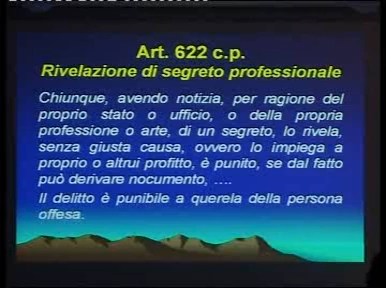 Art. 622 c.p.
Rivelazione di segreto professionale
Chiunque, avendo notizia, per ragione del
proprio stato o ufficio, o della propria
professione o arte, di un segreto, lo rivela,
senza giusta causa, ovvero lo impiega a
proprio o altrui profitto, è punito, se dal fatto
può derivare nocumento, ....
Il delitto è punibile a querela della persona
offesa.